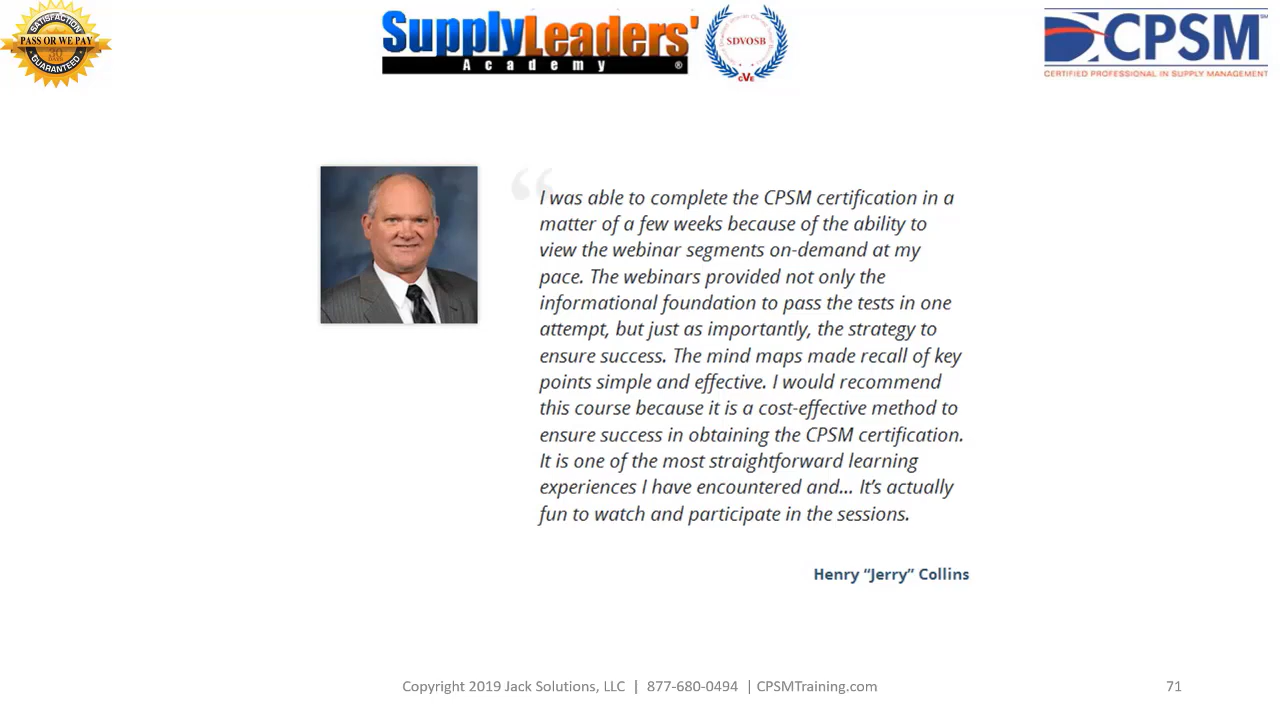 SATISFACTION
PASS OR WE PAY
GUARANTEED
SupplyLeaders'
Academy ®
SDVOSB
CVE
CPSM
CERTIFIED PROFESSIONAL IN SUPPLY MANAGEMENT
“
I was able to complete the CPSM certification in a
matter of a few weeks because of the ability to
view the webinar segments on-demand at my
pace. The webinars provided not only the
informational foundation to pass the tests in one
attempt, but just as importantly, the strategy to
ensure success. The mind maps made recall of key
points simple and effective. I would recommend
this course because it is a cost-effective method to
ensure success in obtaining the CPSM certification.
It is one of the most straightforward learning
experiences I have encountered and... It’s actually
fun to watch and participate in the sessions.
Henry “Jerry” Collins
Copyright 2019 Jack Solutions, LLC | 877-680-0494 | CPSMTraining.com
71